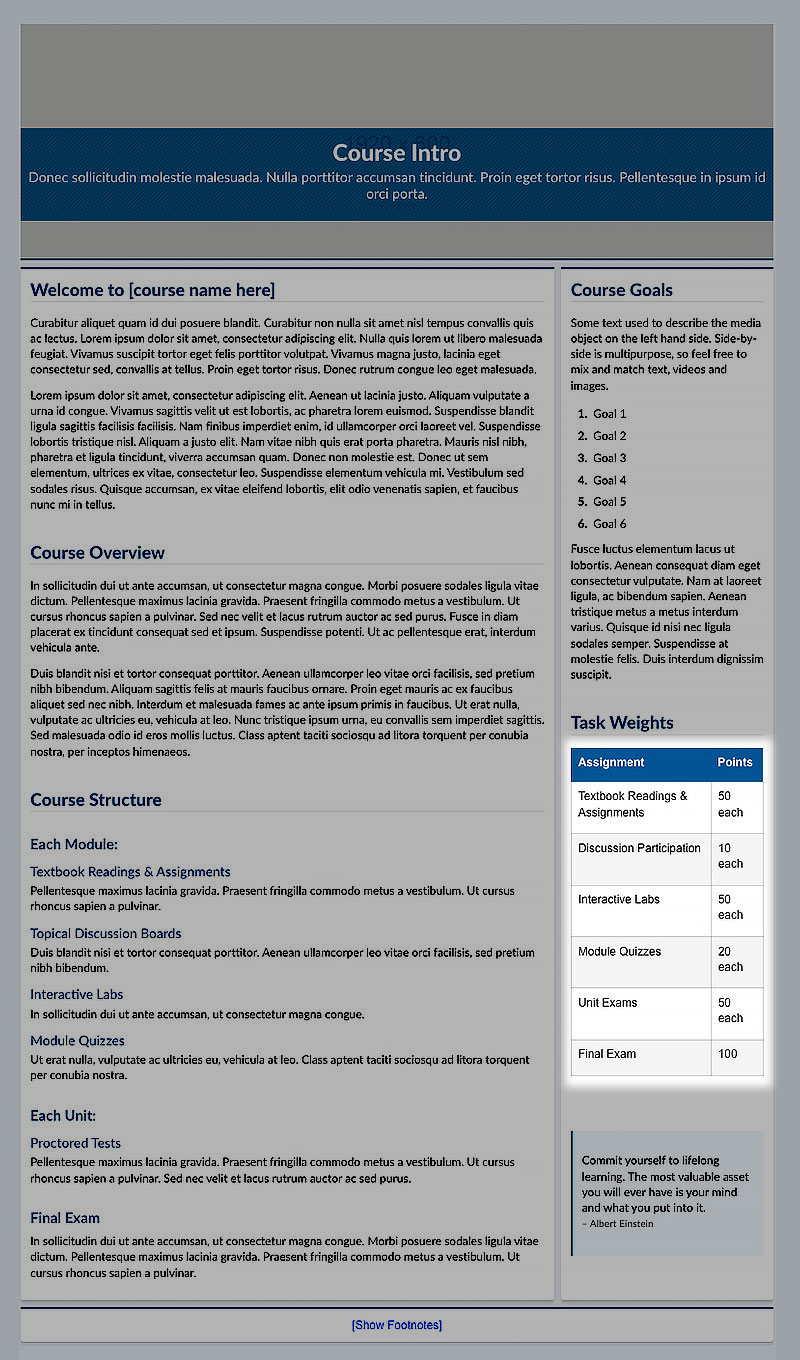 Course Intro
Donec sollicitudin molestie malesuada. Nulla porttitor accumsan tincidunt. Proin eget tortor risus. Pellentesque in ipsum id
orci porta.
Welcome to [course name here]
Curabitur aliquet quam id dui posuere blandit. Curabitur non nulla sit amet nisl tempus convallis quis
ac lectus. Lorem ipsum dolor sit amet, consectetur adipiscing elit. Nulla quis lorem ut libero malesuada
feugiat. Vivamus suscipit tortor eget felis porttitor volutpat. Vivamus magna justo, lacinia eget
consectetur sed, convallis at tellus. Proin eget tortor risus. Donec rutrum congue leo eget malesuada.
Lorem ipsum dolor sit amet, consectetur adipiscing elit. Aenean ut lacinia justo. Aliquam vulputate a
urna id congue. Vivamus sagittis velit ut est lobortis, ac pharetra lorem euismod. Suspendisse blandit
ligula sagittis facilisis facilisis. Nam finibus imperdiet enim, id ullamcorper orci laoreet vel. Suspendisse
lobortis tristique nisl. Aliquam a justo elit. Nam vitae nibh quis erat porta pharetra. Mauris nisl nibh,
pharetra et ligula tincidunt, viverra accumsan quam. Donec non molestie est. Donec ut sem
elementum, ultrices ex vitae, consectetur leo. Suspendisse elementum vehicula mi. Vestibulum sed
sodales risus. Quisque accumsan, ex vitae eleifend lobortis, elit odio venenatis sapien, et faucibus
nunc mi in tellus.
Course Overview
In sollicitudin dui ut ante accumsan, ut consectetur magna congue. Morbi posuere sodales ligula vitae
dictum. Pellentesque maximus lacinia gravida. Praesent fringilla commodo metus a vestibulum. Ut
cursus rhoncus sapien a pulvinar. Sed nec velit et lacus rutrum auctor ac sed purus. Fusce in diam
placerat ex tincidunt consequat sed et ipsum. Suspendisse potenti. Ut ac pellentesque erat, interdum
vehicula ante.
Duis blandit nisi et tortor consequat porttitor. Aenean ullamcorper leo vitae orci facilisis, sed pretium
nibh bibendum. Aliquam sagittis felis at mauris faucibus ornare. Proin eget mauris ac ex faucibus
aliquet sed nec nibh. Interdum et malesuada fames ac ante ipsum primis in faucibus. Ut erat nulla,
vulputate ac ultricies eu, vehicula at leo. Nunc tristique ipsum urna, eu convallis sem imperdiet sagittis.
Sed malesuada odio id eros mollis luctus. Class aptent taciti sociosqu ad litora torquent per conubia
nostra, per inceptos himenaeos.
Course Structure
Each Module:
Textbook Readings & Assignments
Pellentesque maximus lacinia gravida. Praesent fringilla commodo metus a vestibulum. Ut cursus
rhoncus sapien a pulvinar.
Topical Discussion Boards
Duis blandit nisi et tortor consequat porttitor. Aenean ullamcorper leo vitae orci facilisis, sed pretium
nibh bibendum.
Interactive Labs
In sollicitudin dui ut ante accumsan, ut consectetur magna congue.
Module Quizzes
Ut erat nulla, vulputate ac ultricies eu, vehicula at leo. Class aptent taciti sociosqu ad litora torquent
per conubia nostra.
Each Unit:
Proctored Tests
Pellentesque maximus lacinia gravida. Praesent fringilla commodo metus a vestibulum. Ut cursus
rhoncus sapien a pulvinar. Sed nec velit et lacus rutrum auctor ac sed purus.
Final Exam
In sollicitudin dui ut ante accumsan, ut consectetur magna congue. Morbi posuere sodales ligula vitae
dictum. Pellentesque maximus lacinia gravida. Praesent fringilla commodo metus a vestibulum. Ut
cursus rhoncus sapien a pulvinar.
Course Goals
Some text used to describe the media
object on the left hand side. Side-by-
side is multipurpose, so feel free to
mix and match text, videos and
images.
1. Goal 1
2. Goal 2
3. Goal 3
4. Goal 4
5. Goal 5
6. Goal 6
Fusce luctus elementum lacus ut
lobortis. Aenean consequat diam eget
consectetur vulputate. Nam at laoreet
ligula, ac bibendum sapien. Aenean
tristique metus a metus interdum
varius. Quisque id nisi nec ligula
sodales semper. Suspendisse at
molestie felis. Duis interdum dignissim
suscipit.
Task Weights
Assignment Points
Textbook Readings & 50
Assignments each
Discussion Participation 10
each
Interactive Labs 50
each
Module Quizzes 20
each
Unit Exams 50
each
Final Exam 100
Commit yourself to lifelong
learning. The most valuable asset
you will ever have is your mind
and what you put into it.
– Albert Einstein
[Show Footnotes]